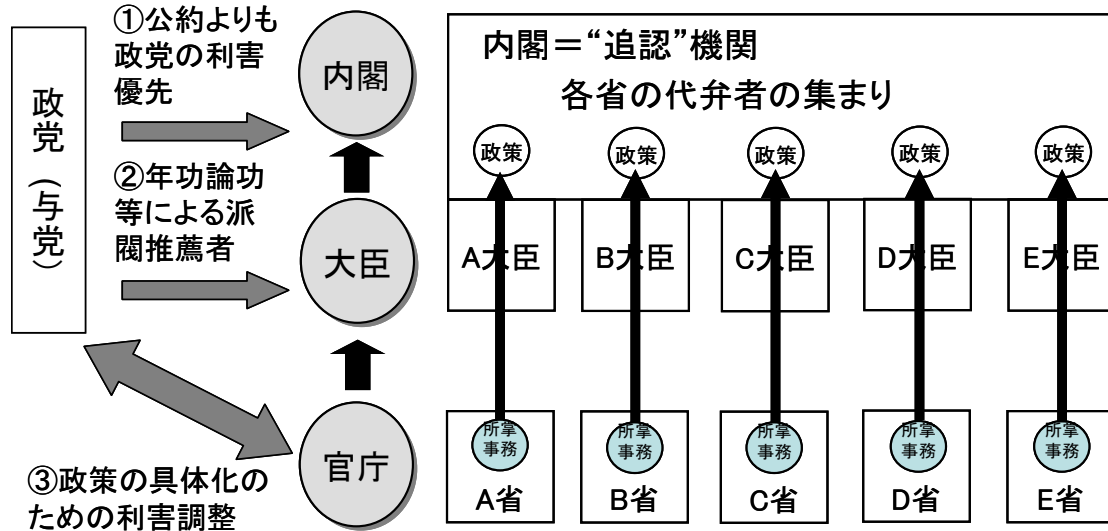 ①公約よりも
政党の利害
優先
政党(与党)
②年功論功
等による派
閥推薦者
③政策の具体化の
ための利害調整
内閣
大臣
官庁
内閣=“追認”機関
各省の代弁者の集まり
政策
政策
政策
政策
政策
A大臣
B大臣
C大臣
D大臣
E大臣
所掌
事務
所掌
事務
所掌
事務
所掌
事務
所掌
事務
A省
B省
C省
D省
E省